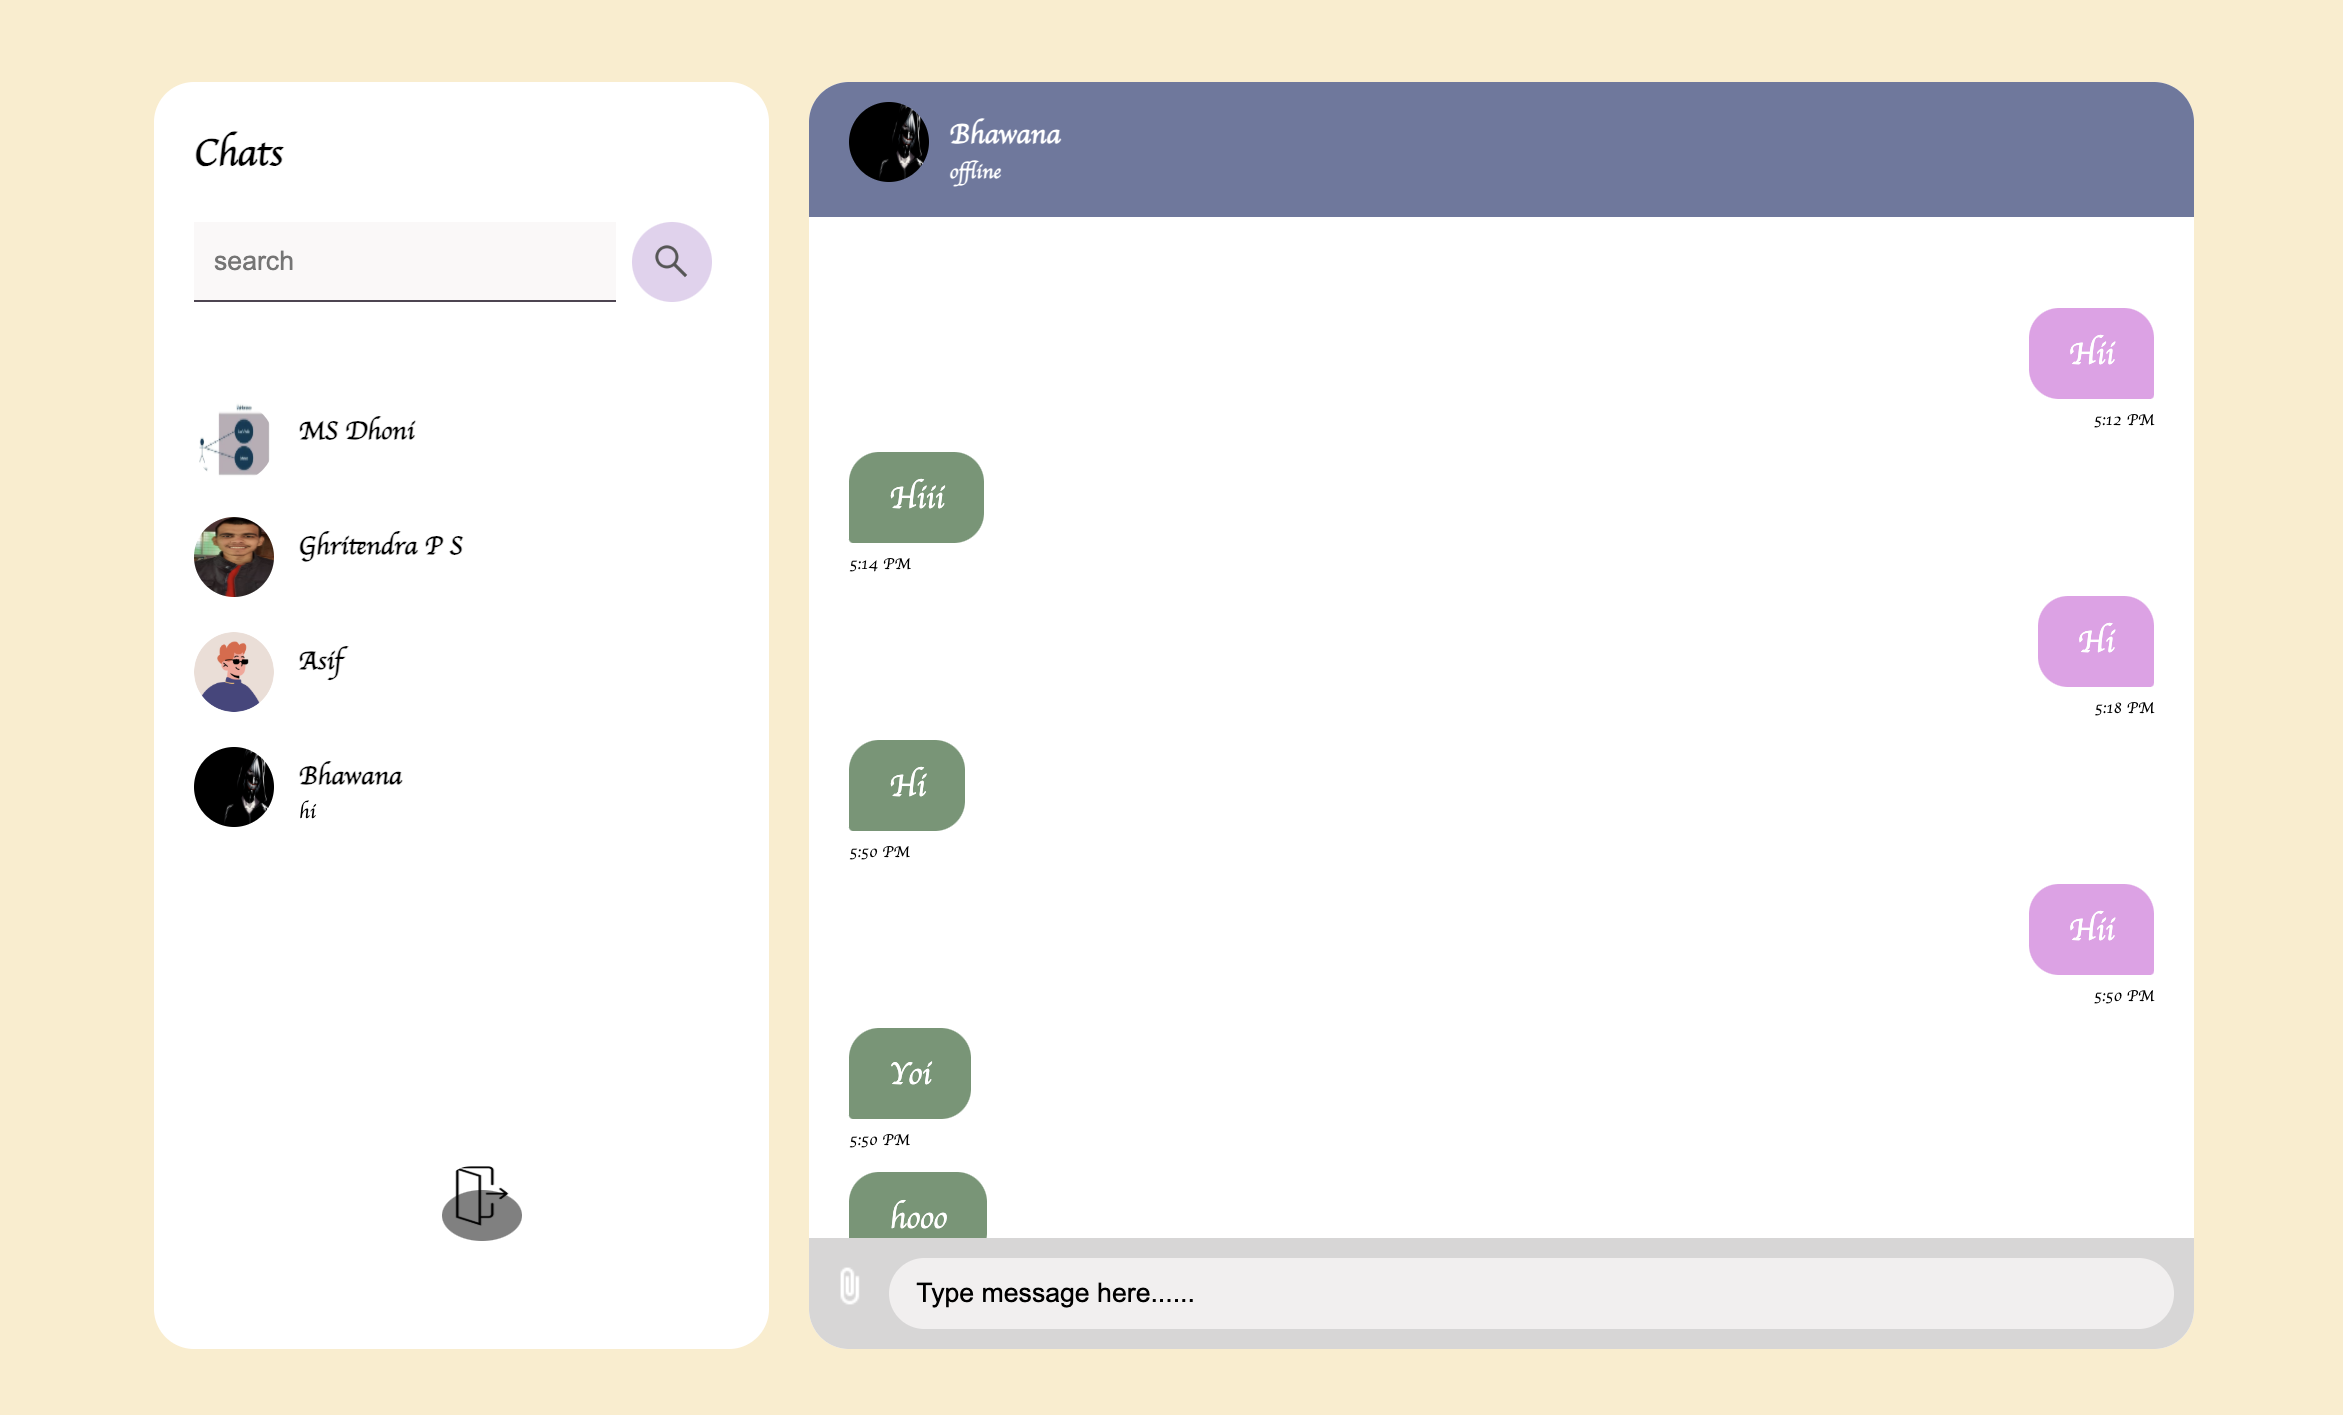 Chats
search
MS Dhoni
Ghritendra P S
Asif
Bhawana
hi
Bhawana
offline
Hii
5:12 PM
Hiii
5:14 PM
Hi
5:18 PM
Hi
5:50 PM
Hii
5:50 PM
Yoi
5:50 PM
hooo
Type message here......